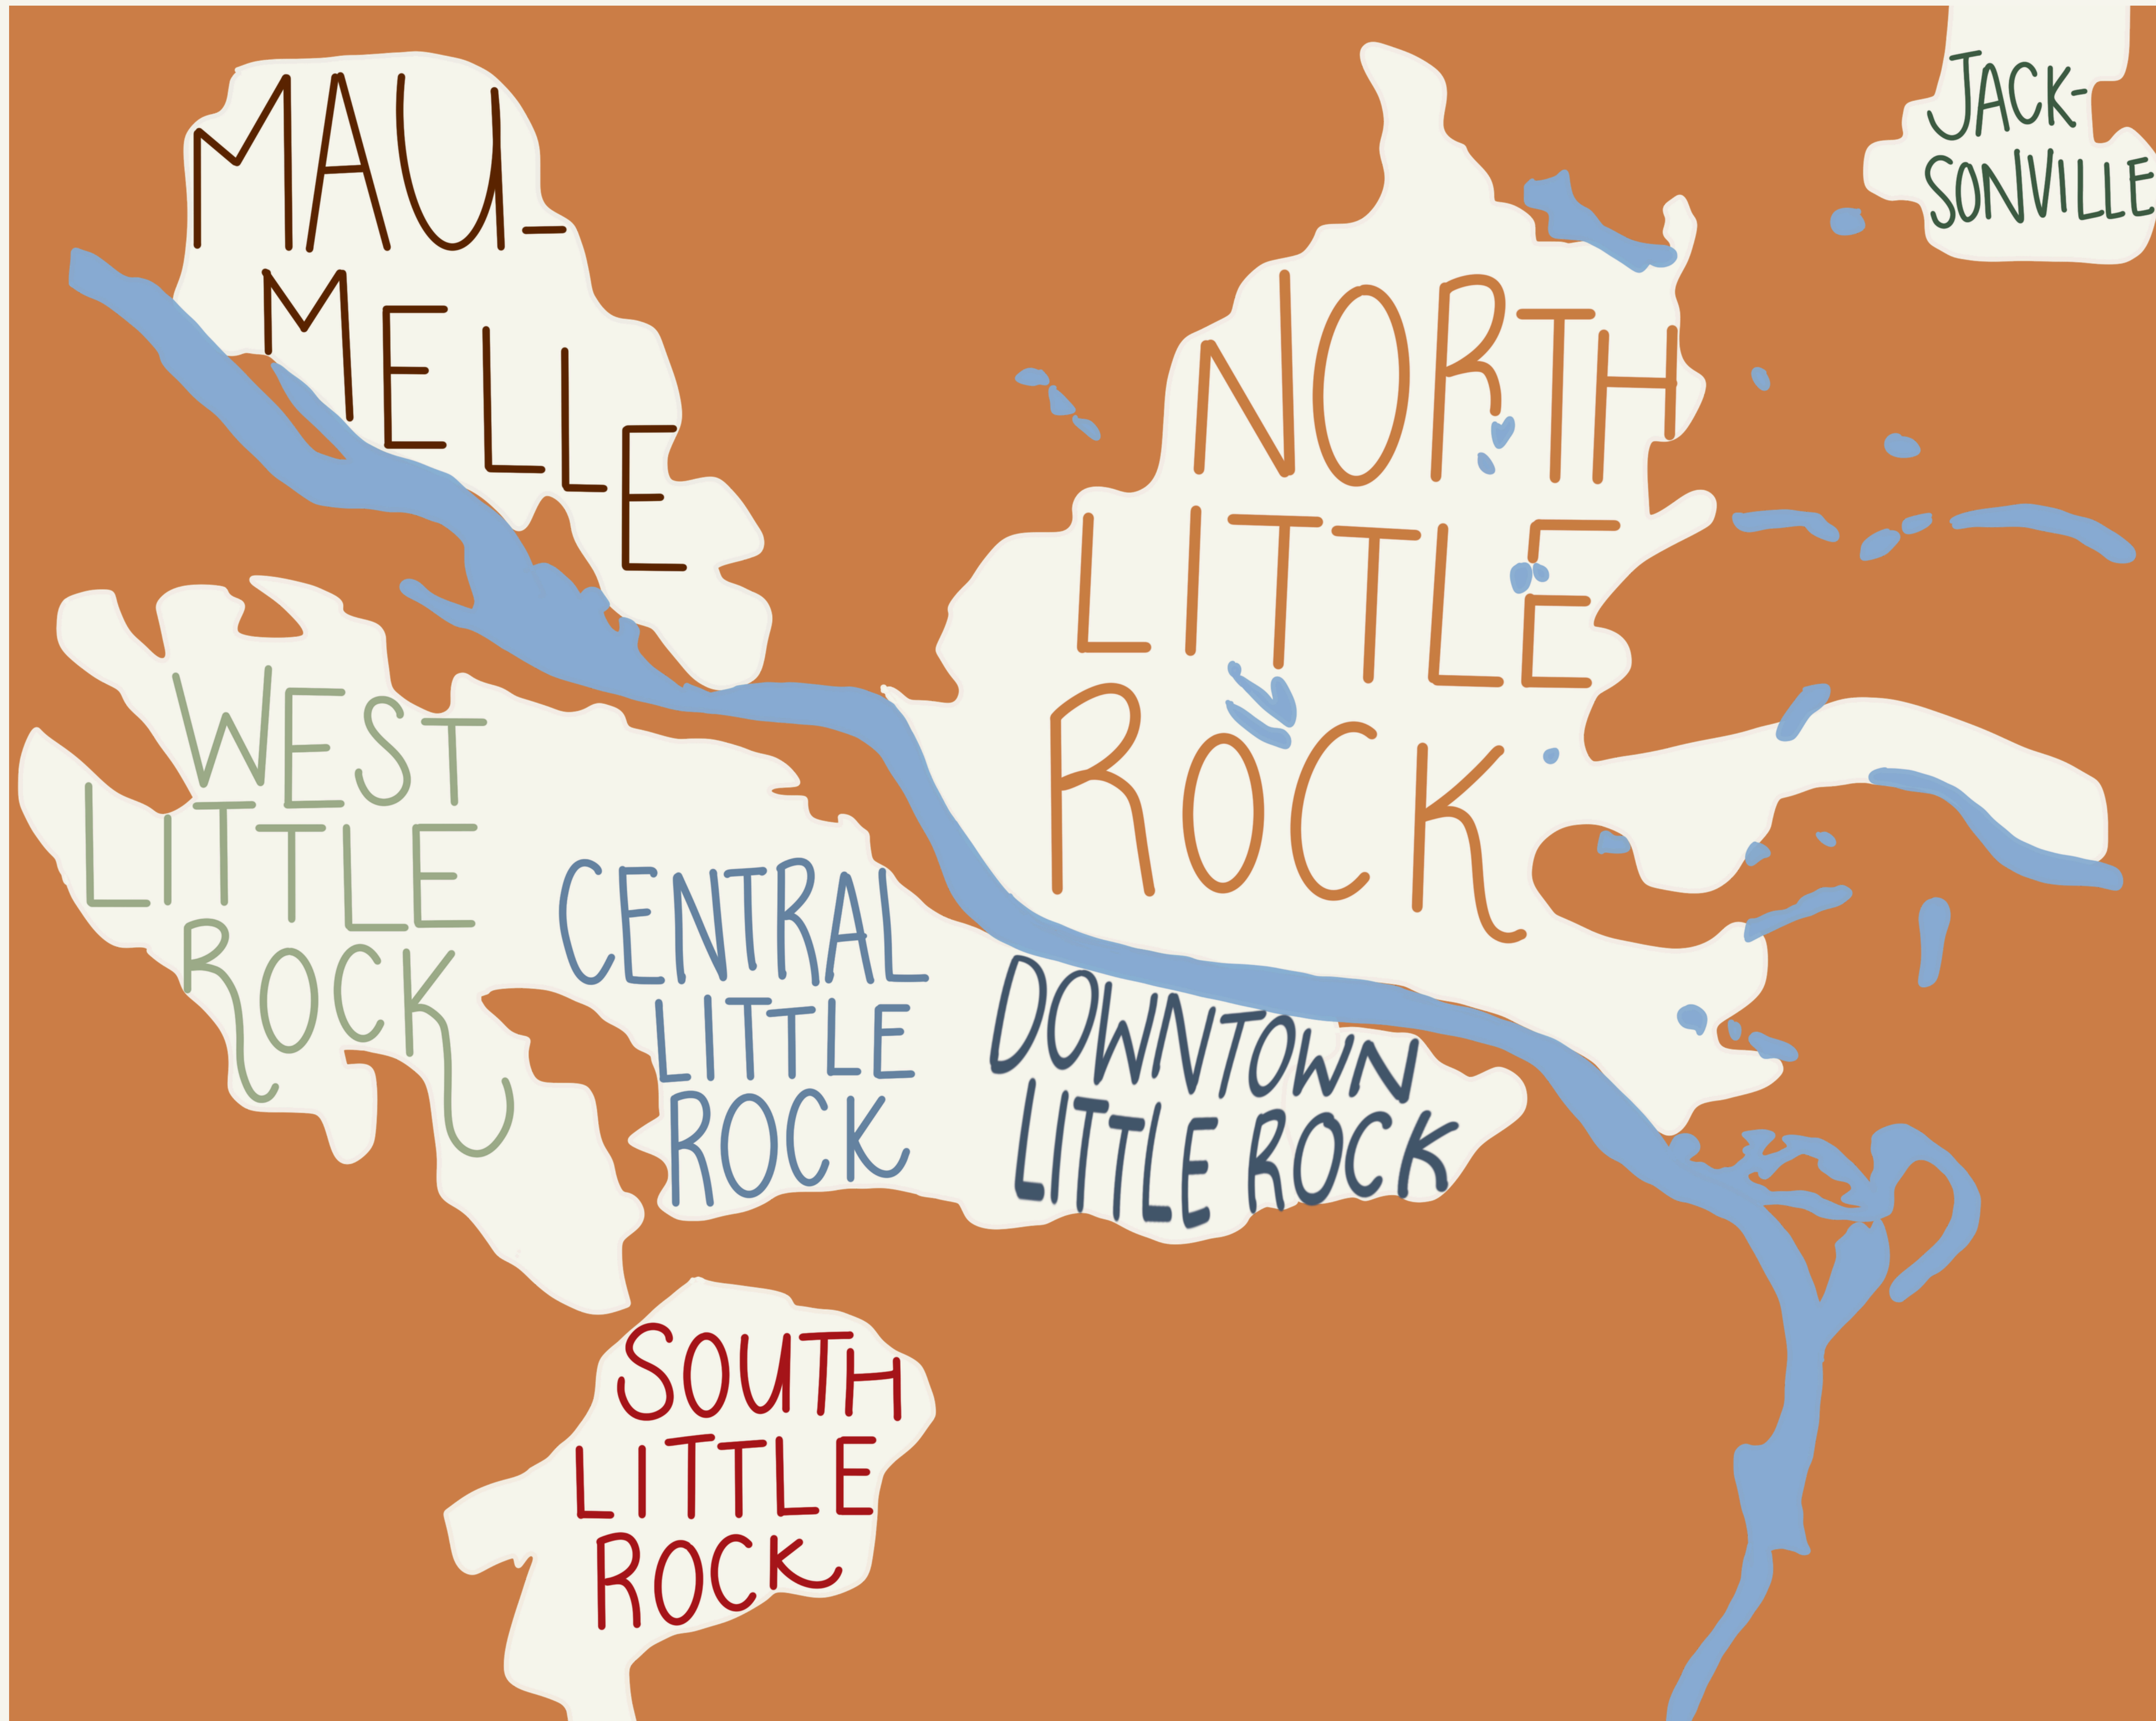 MAU-
MELLE
JACK-
SONVILLE
NORTH
LITTLE
ROCK
WEST
LITTLE
ROCK
CENTRAL
LITTLE
ROCK
DOWNTOWN
LITTLE ROCK
SOUTH
LITTLE
ROCK